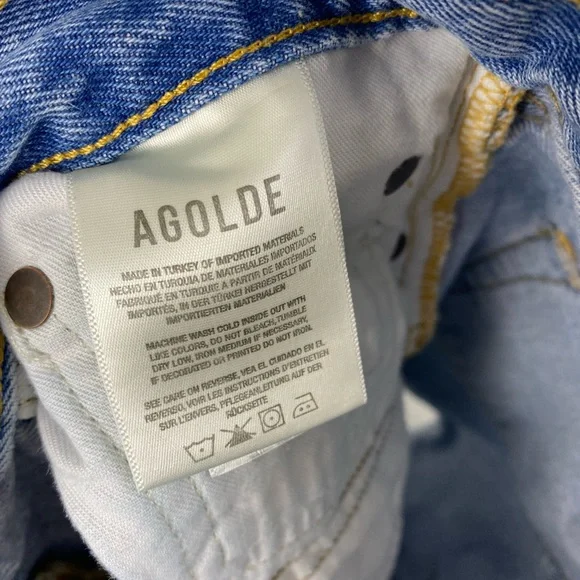 AGOLDE
MADE IN TURKEY OF IMPORTED MATERIALS
HECHO EN TURQUIA DE MATERIALES IMPORTADOS
FABRIQUÉ EN TURQUIE A PARTIR DE MATÉRIAUX
IMPORTÉS, IN DER TÜRKEI HERGESTELLT MIT
IMPORTIERTEN MATERIALIEN
MACHINE WASH COLD INSIDE OUT WITH
LIKE COLORS, DO NOT BLEACH, TUMBLE
DRY LOW, IRON MEDIUM IF NECESSARY.
IF DECORATED OR PRINTED DO NOT IRON.
SEE CARE ON REVERSE, VEA EL CUIDADO EN EL
REVERSO, VOIR LES INSTRUCTIONS D'ENTRETIEN
SUR L'ENVERS, PFLEGEANLEITUNG AUF DER
RÜCKSEITE